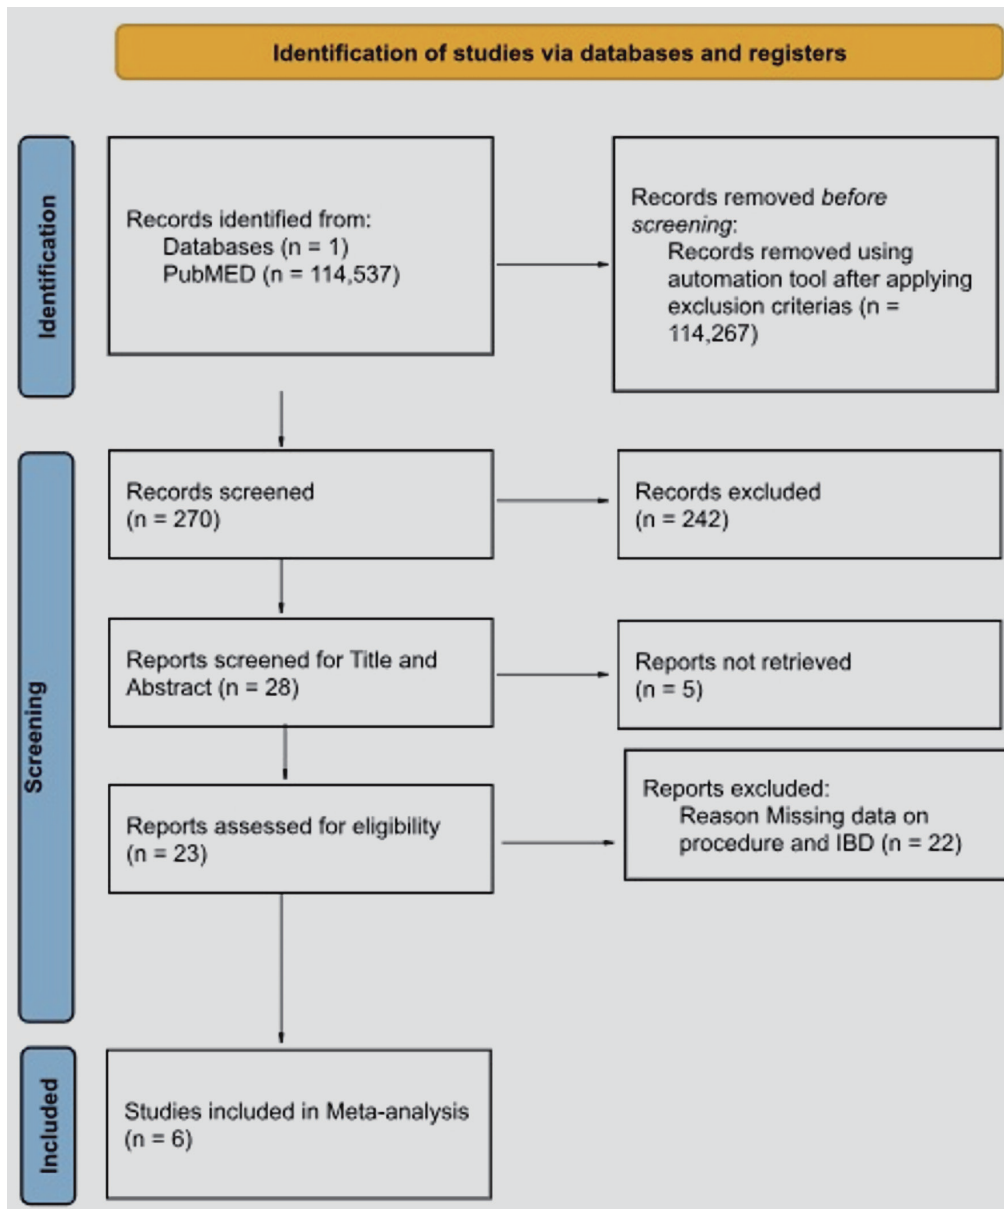 Identification of studies via databases and registers
Identification
Records identified from:
Databases (n = 1)
PubMED (n = 114,537)
Records removed before
screening:
Records removed using
automation tool after applying
exclusion criterias (n =
114,267)
Screening
Records screened
(n = 270)
Records excluded
(n = 242)
Reports screened for Title and
Abstract (n = 28)
Reports not retrieved
(n = 5)
Reports assessed for eligibility
(n = 23)
Reports excluded:
Reason Missing data on
procedure and IBD (n = 22)
Included
Studies included in Meta-analysis
(n = 6)